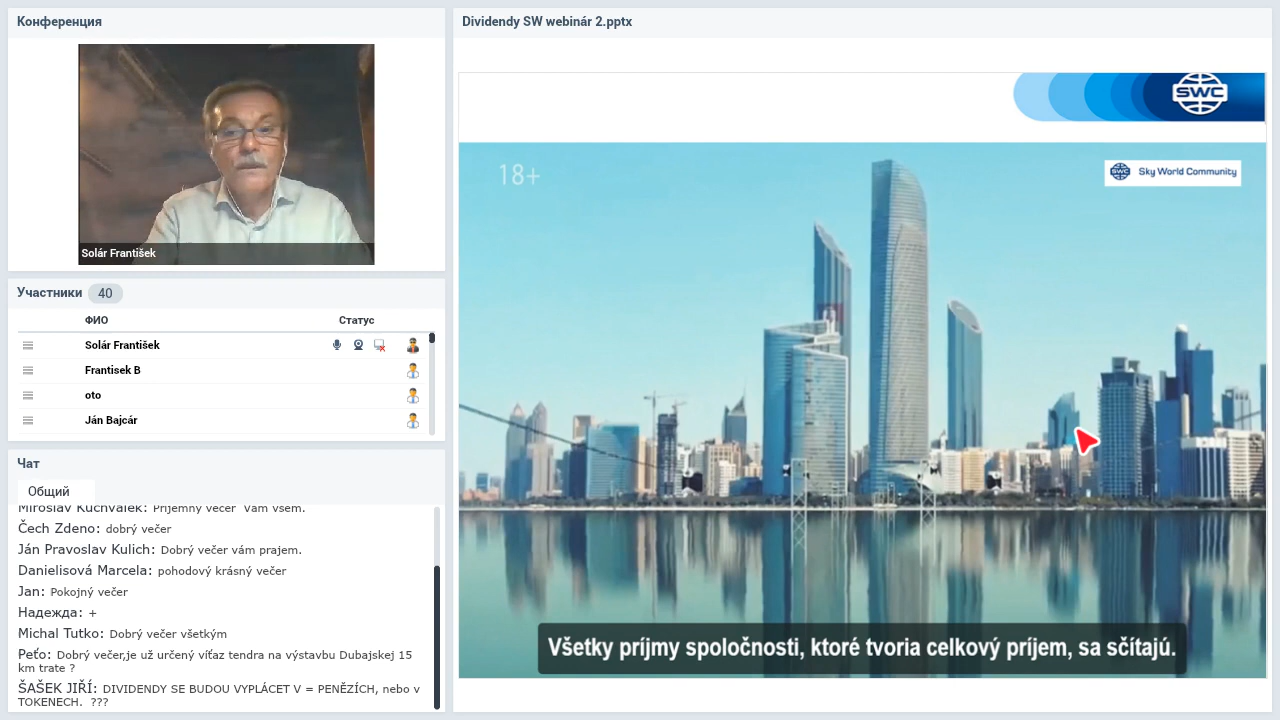 Конференция
Solár František
Участники 40
ФИО Статус
Solár František
Frantisek B
oto
Ján Bajcár
Чат
Общий
Miroslav Kuchválek: Príjemný večer Vám všem.
Čech Zdeno: dobrý večer
Ján Pravoslav Kulich: Dobrý večer vám prajem.
Danielisová Marcela: pohodový krásný večer
Jan: Pokojný večer
Надежда: +
Michal Tutko: Dobrý večer všetkým
Peťo: Dobrý večer,je už určený víťaz tendra na výstavbu Dubajskej 15
km trate ?
ŠAŠEK JIŘÍ: DIVIDENDY SE BUDOU VYPLÁCET V = PENĚZÍCH, nebo v
TOKENECH. ???
Dividendy SW webinár 2.pptx
SWC
18+
SWC Sky World Community
Všetky príjmy spoločnosti, ktoré tvoria celkový príjem, sa sčítajú.